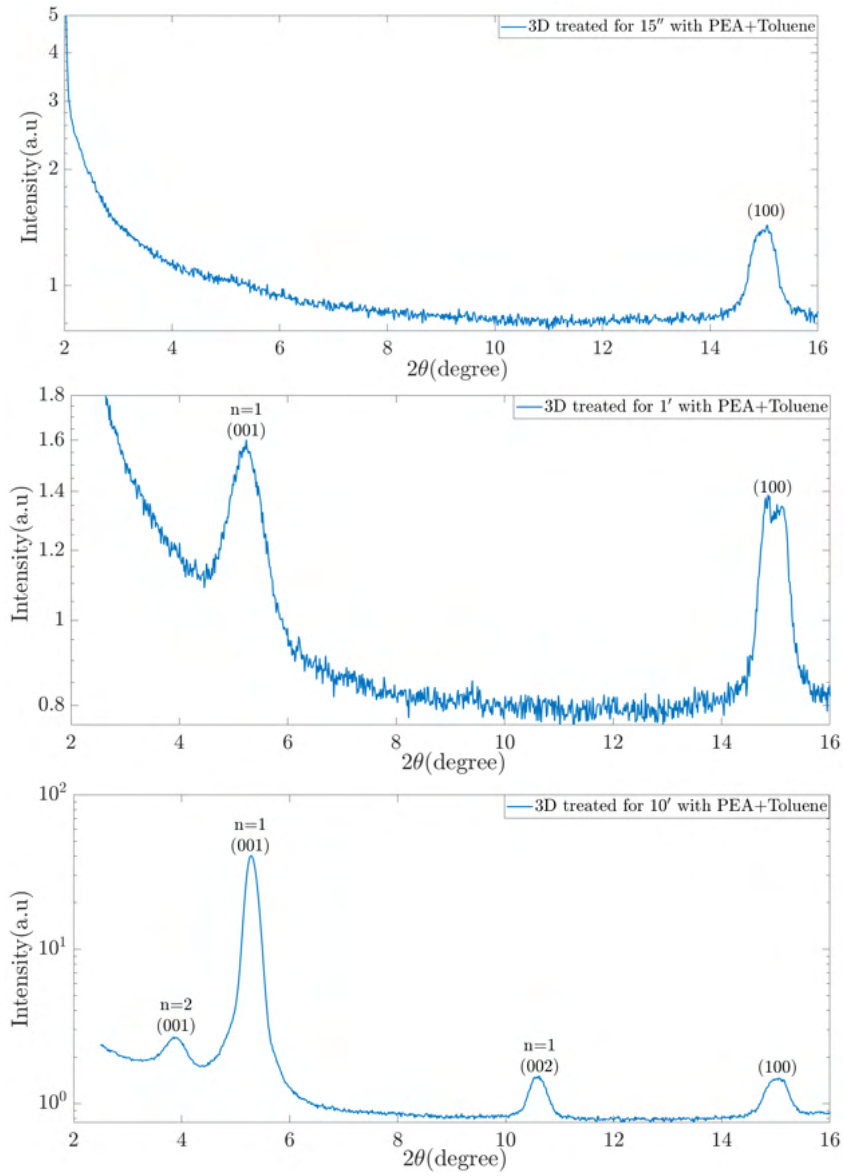 5
4
3
2
1
Intensity(a.u)
3D treated for 15″ with PEA+Toluene
(100)
2 4 6 8 10 12 14 16
2θ(degree)
1.8
1.6
1.4
1.2
1
0.8
Intensity(a.u)
3D treated for 1′ with PEA+Toluene
n=1
(001)
(100)
2 4 6 8 10 12 14 16
2θ(degree)
10²
10¹
10⁰
Intensity(a.u)
3D treated for 10′ with PEA+Toluene
n=1
(001)
n=2
(001)
n=1
(002)
(100)
2 4 6 8 10 12 14 16
2θ(degree)